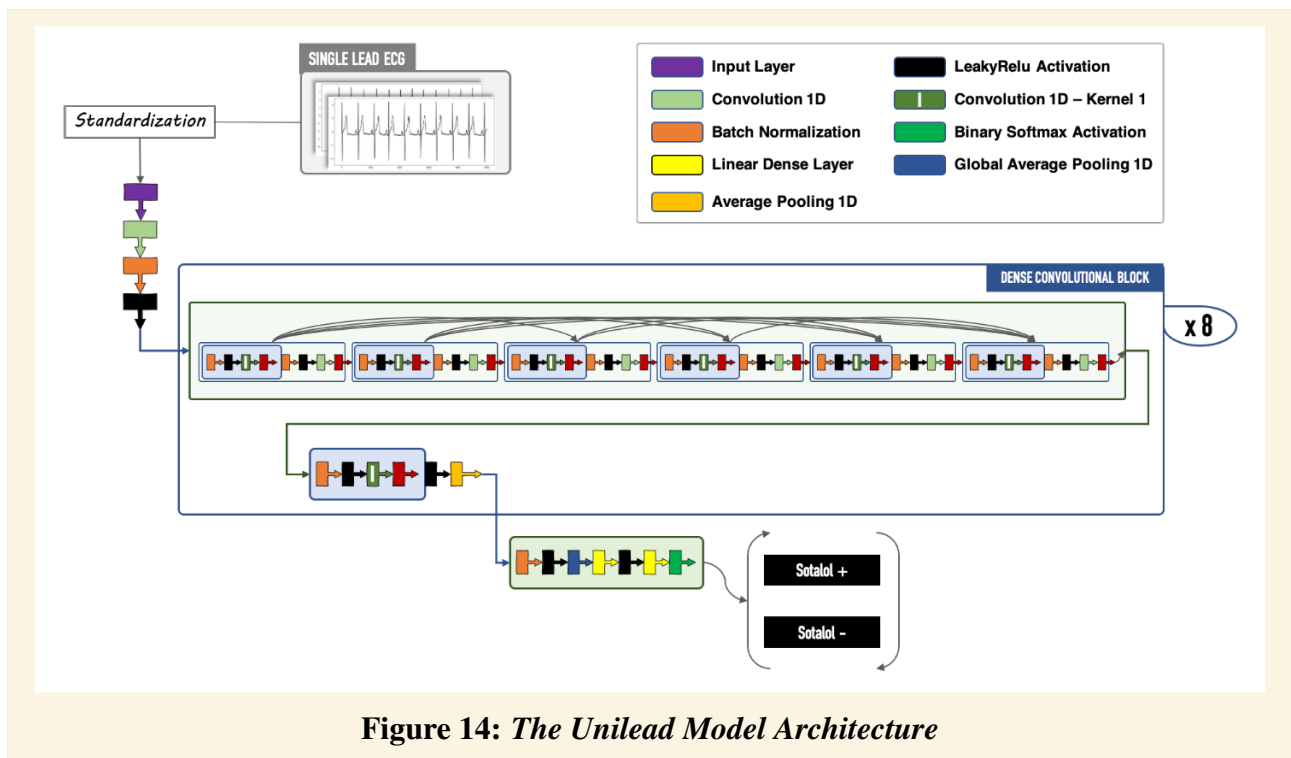 SINGLE LEAD ECG
Standardization
Input Layer
LeakyRelu Activation
Convolution 1D
Convolution 1D – Kernel 1
Batch Normalization
Binary Softmax Activation
Linear Dense Layer
Global Average Pooling 1D
Average Pooling 1D
DENSE CONVOLUTIONAL BLOCK
x 8
Sotalol +
Sotalol -
Figure 14: The Unilead Model Architecture